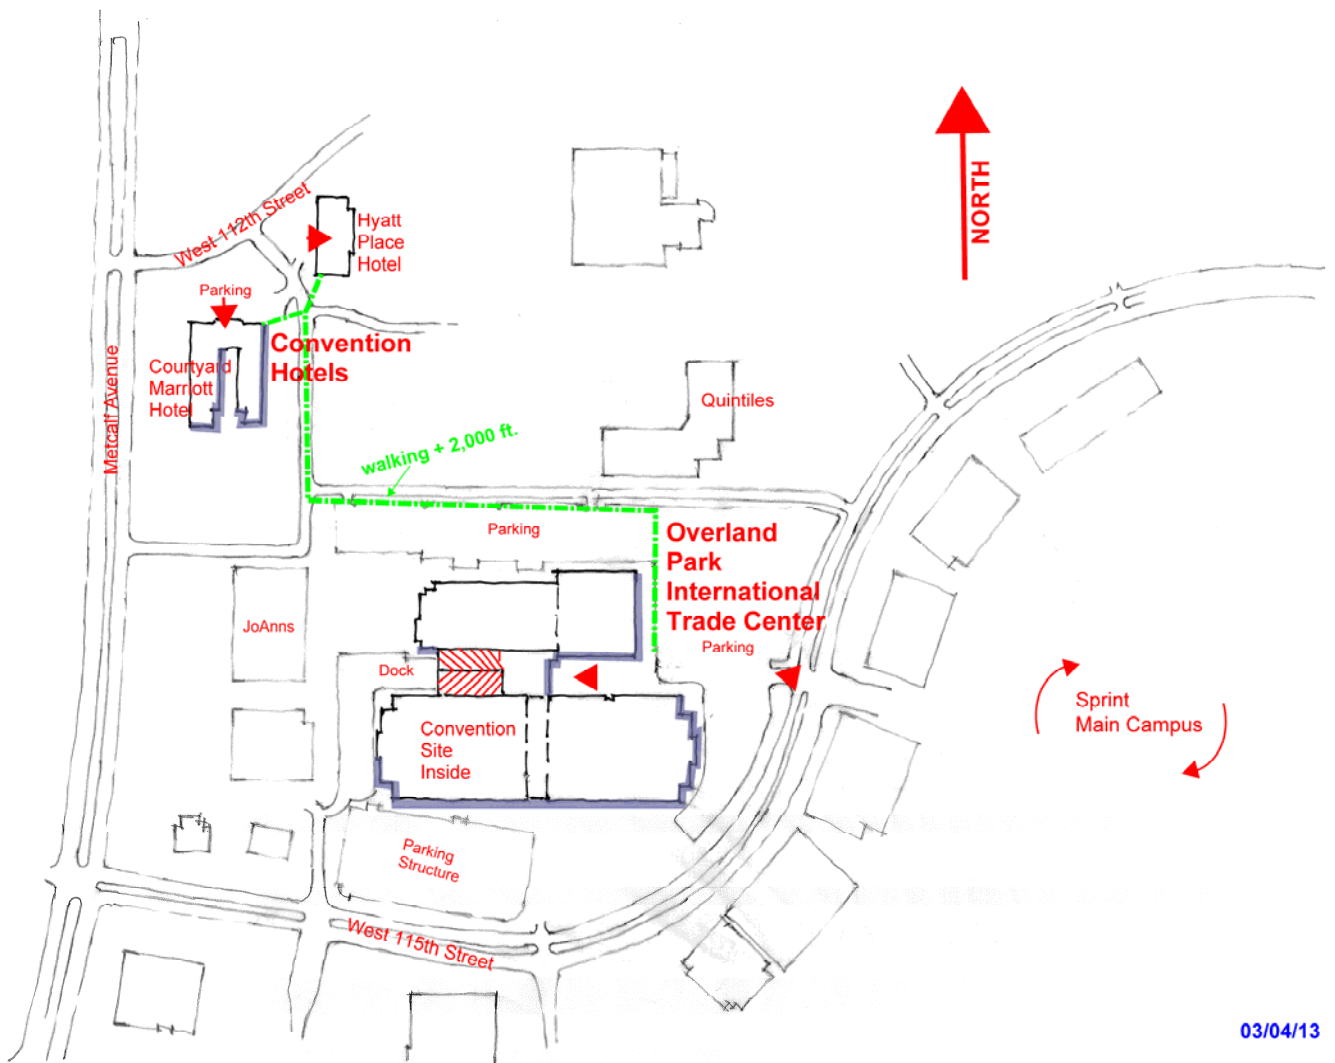 NORTH
West 112th Street
Hyatt
Place
Hotel
Parking
Convention
Hotels
Courtyard
Marriott
Hotel
Metcalf Avenue
Quintiles
walking + 2,000 ft.
Parking
Overland
Park
International
Trade Center
Parking
JoAnns
Dock
Convention
Site
Inside
Sprint
Main Campus
Parking
Structure
West 115th Street
03/04/13